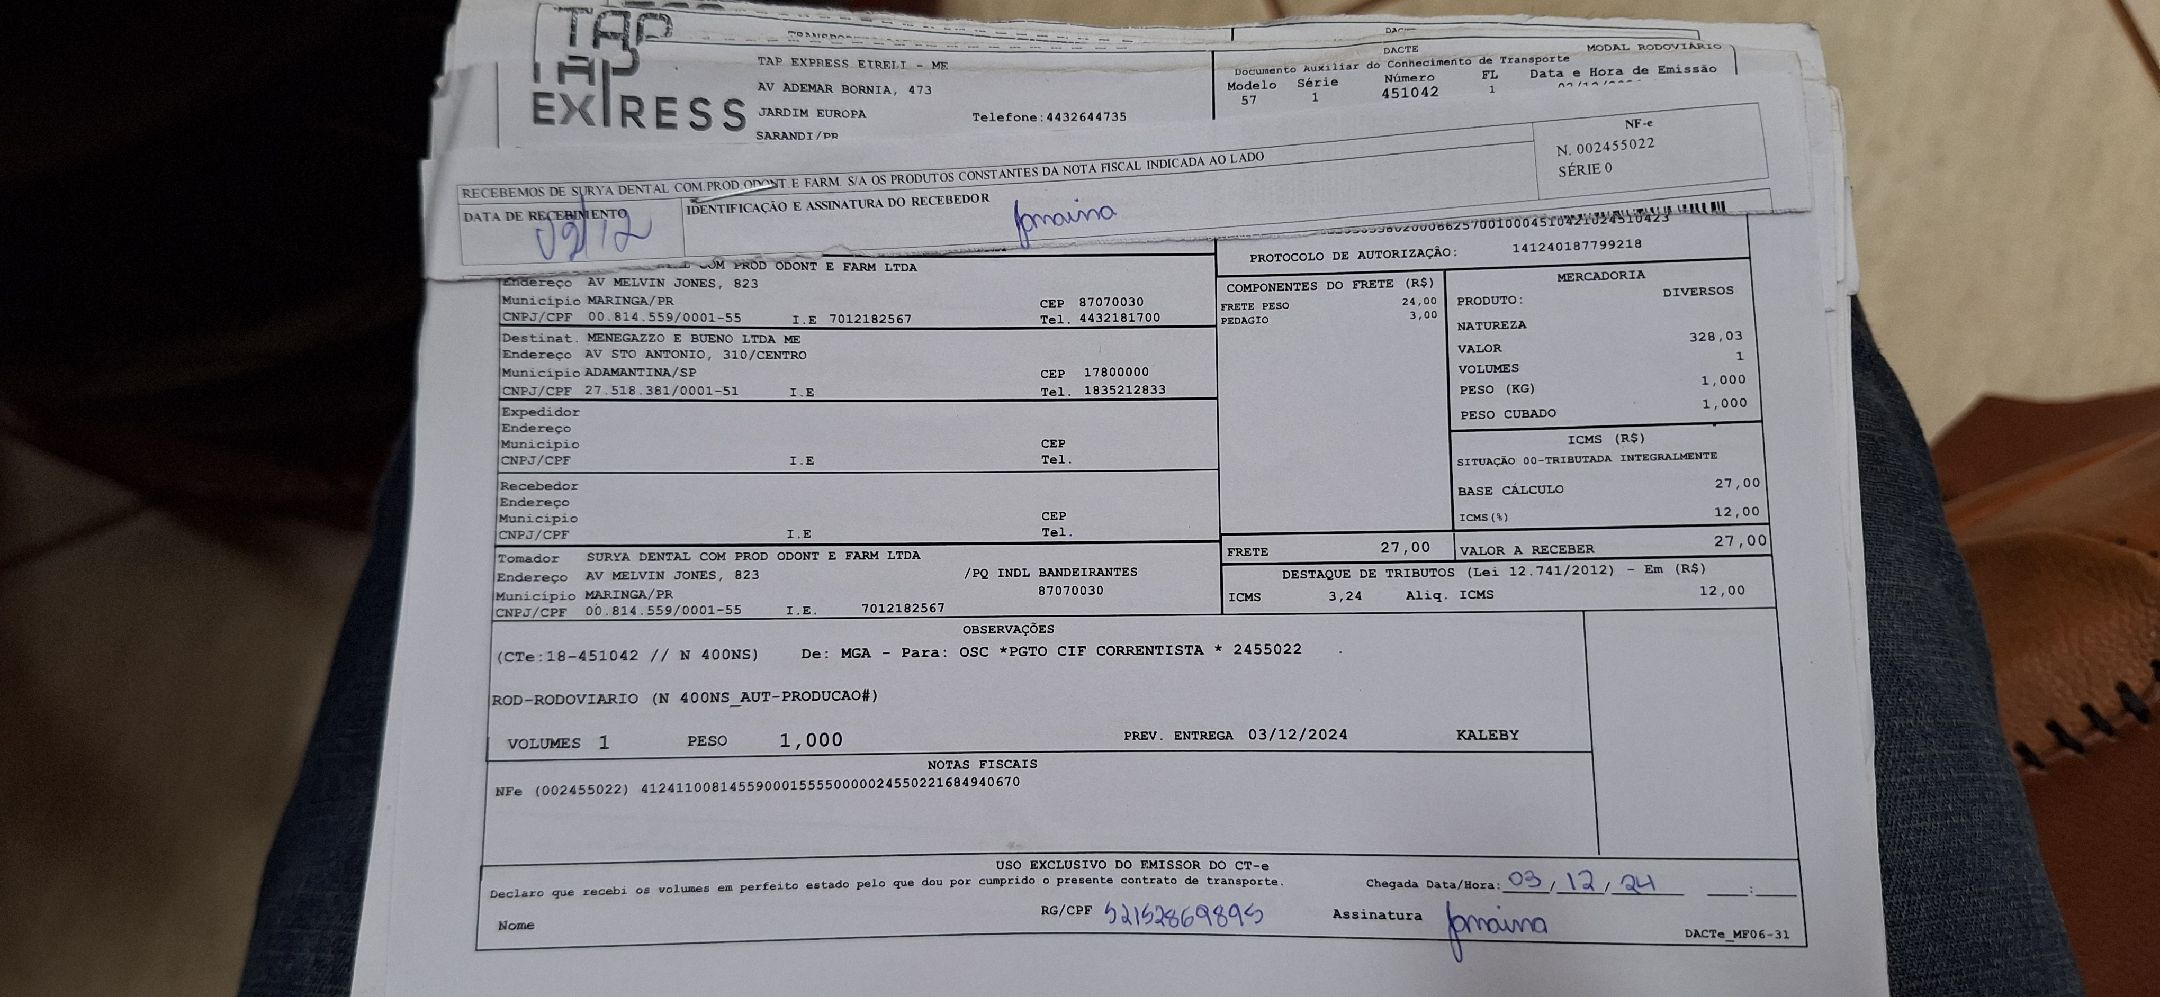 TAP
TAP
EXPRESS
TAP EXPRESS EIRELI - ME
AV ADEMAR BORNIA, 473
JARDIM EUROPA
SARANDI/PR
Telefone:4432644735
DACTE
MODAL RODOVIÁRIO
Documento Auxiliar do Conhecimento de Transporte
Modelo Série Número FL Data e Hora de Emissão
57 1 451042 1
RECEBEMOS DE SURYA DENTAL COM.PROD.ODONT.E FARM. S/A OS PRODUTOS CONSTANTES DA NOTA FISCAL INDICADA AO LADO
NF-e
N. 002455022
SÉRIE 0
DATA DE RECEBIMENTO
IDENTIFICAÇÃO E ASSINATURA DO RECEBEDOR
Janaina
COM PROD ODONT E FARM LTDA
Endereço AV MELVIN JONES, 823
Município MARINGA/PR CEP 87070030
CNPJ/CPF 00.814.559/0001-55 I.E 7012182567 Tel. 4432181700
Destinat. MENEGAZZO E BUENO LTDA ME
Endereço AV STO ANTONIO, 310/CENTRO
Município ADAMANTINA/SP CEP 17800000
CNPJ/CPF 27.518.381/0001-51 I.E Tel. 1835212833
Expedidor
Endereço
Município CEP
CNPJ/CPF I.E Tel.
Recebedor
Endereço
Município CEP
CNPJ/CPF I.E Tel.
Tomador SURYA DENTAL COM PROD ODONT E FARM LTDA
Endereço AV MELVIN JONES, 823 /PQ INDL BANDEIRANTES
Município MARINGA/PR 87070030
CNPJ/CPF 00.814.559/0001-55 I.E. 7012182567
PROTOCOLO DE AUTORIZAÇÃO: 141240187799218
COMPONENTES DO FRETE (R$)
FRETE PESO 24,00
PEDAGIO 3,00
MERCADORIA
PRODUTO: DIVERSOS
NATUREZA
VALOR 328,03
VOLUMES 1
PESO (KG) 1,000
PESO CUBADO 1,000
ICMS (R$)
SITUAÇÃO 00-TRIBUTADA INTEGRALMENTE
BASE CÁLCULO 27,00
ICMS(%) 12,00
FRETE 27,00 VALOR A RECEBER 27,00
DESTAQUE DE TRIBUTOS (Lei 12.741/2012) - Em (R$)
ICMS 3,24 Aliq. ICMS 12,00
OBSERVAÇÕES
(CTe:18-451042 // N 400NS) De: MGA - Para: OSC *PGTO CIF CORRENTISTA * 2455022
ROD-RODOVIARIO (N 400NS_AUT-PRODUCAO#)
VOLUMES 1 PESO 1,000 PREV. ENTREGA 03/12/2024 KALEBY
NOTAS FISCAIS
NFe (002455022) 41241100814559000155550000024550221684940670
USO EXCLUSIVO DO EMISSOR DO CT-e
Declaro que recebi os volumes em perfeito estado pelo que dou por cumprido o presente contrato de transporte. Chegada Data/Hora: 03/12/24 :
Nome RG/CPF 52152869895 Assinatura Janaina
DACTe_MF06-31